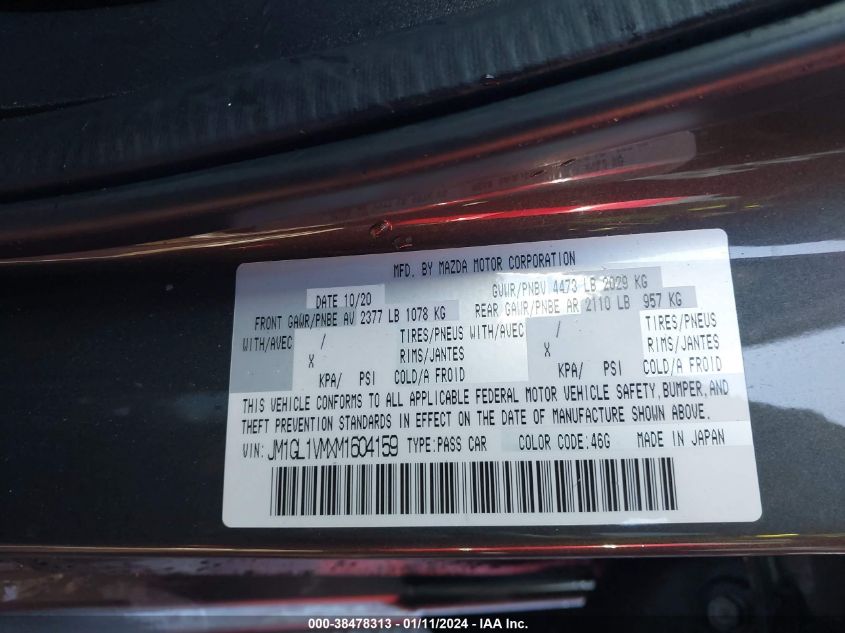 MFD. BY MAZDA MOTOR CORPORATION
DATE 10/20 GVWR/PNBV 4473 LB 2029 KG
FRONT GAWR/PNBE AV 2377 LB 1078 KG REAR GAWR/PNBE AR 2110 LB 957 KG
WITH/AVEC / TIRES/PNEUS WITH/AVEC / TIRES/PNEUS
X RIMS/JANTES X RIMS/JANTES
KPA/ PSI COLD/A FROID KPA/ PSI COLD/A FROID
THIS VEHICLE CONFORMS TO ALL APPLICABLE FEDERAL MOTOR VEHICLE SAFETY, BUMPER, AND
THEFT PREVENTION STANDARDS IN EFFECT ON THE DATE OF MANUFACTURE SHOWN ABOVE.
VIN: JM1GL1VMXM1604159 TYPE: PASS CAR COLOR CODE: 46G MADE IN JAPAN
000-38478313 - 01/11/2024 - IAA Inc.